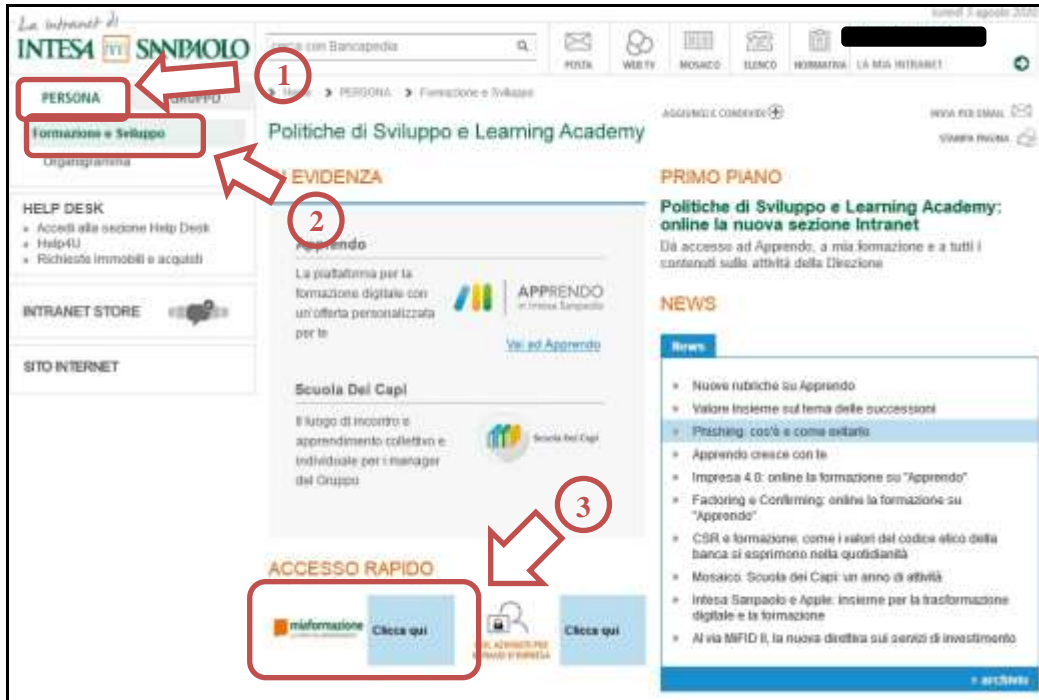 lunedì 3 agosto 2020
La intranet di
INTESA SANPAOLO
cerca con Bancapedia
POSTA
WEB TV
MOSAICO
ELENCO
NORMATIVA
LA MIA INTRANET
1
PERSONA
GRUPPO
Home > PERSONA > Formazione e Sviluppo
AGGIUNGI E CONDIVIDI
INVIA PER EMAIL
STAMPA PAGINA
Formazione e Sviluppo
Organigramma
Politiche di Sviluppo e Learning Academy
2
EVIDENZA
HELP DESK
Accedi alla sezione Help Desk
Help4U
Richieste immobili e acquisti
INTRANET STORE
SITO INTERNET
Apprendo
La piattaforma per la
formazione digitale con
un'offerta personalizzata
per te
APPRENDO
in Intesa Sanpaolo
Vai ad Apprendo
Scuola Dei Capi
Il luogo di incontro e
apprendimento collettivo e
individuale per i manager
del Gruppo
Scuola Dei Capi
3
ACCESSO RAPIDO
miaformazione
Clicca qui
Clicca qui
PRIMO PIANO
Politiche di Sviluppo e Learning Academy:
online la nuova sezione Intranet
Dà accesso ad Apprendo, a mia formazione e a tutti i
contenuti sulle attività della Direzione
NEWS
News
Nuove rubriche su Apprendo
Valore Insieme sul tema delle successioni
Phishing: cos'è e come evitarlo
Apprendo cresce con te
Impresa 4.0: online la formazione su "Apprendo"
Factoring e Confirming: online la formazione su
"Apprendo"
CSR e formazione: come i valori del codice etico della
banca si esprimono nella quotidianità
Mosaico: Scuola dei Capi: un anno di attività
Intesa Sanpaolo e Apple: insieme per la trasformazione
digitale e la formazione
Al via MiFID II, la nuova direttiva sui servizi di investimento
» archivio